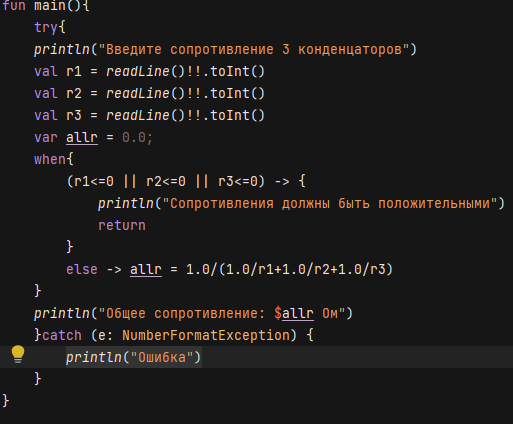 fun main(){
    try{
    println("Введите сопротивление 3 конденцаторов")
    val r1 = readLine()!!.toInt()
    val r2 = readLine()!!.toInt()
    val r3 = readLine()!!.toInt()
    var allr = 0.0;
    when{
        (r1<=0 || r2<=0 || r3<=0) -> {
            println("Сопротивления должны быть положительными")
            return
        }
        else -> allr = 1.0/(1.0/r1+1.0/r2+1.0/r3)
    }
    println("Общее сопротивление: $allr Ом")
    }catch (e: NumberFormatException) {
        println("Ошибка")
    }
}